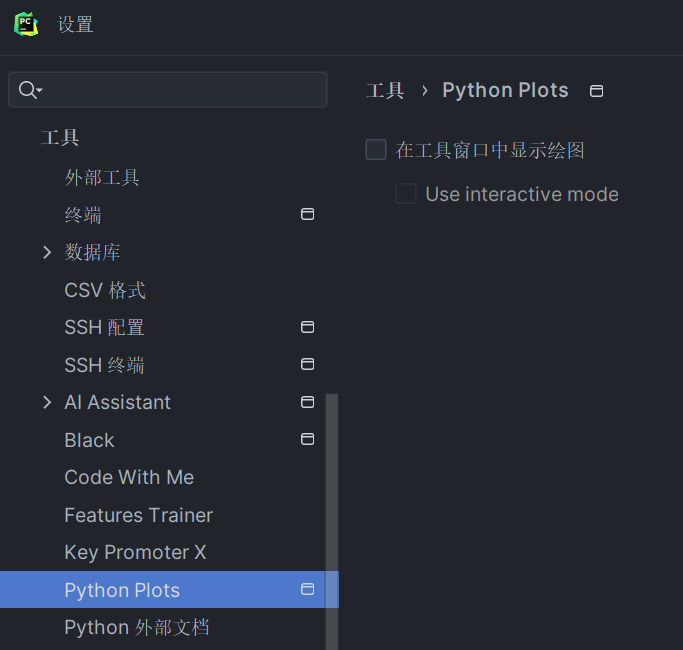 PC
设置
工具
外部工具
终端
数据库
CSV 格式
SSH 配置
SSH 终端
AI Assistant
Black
Code With Me
Features Trainer
Key Promoter X
Python Plots
Python 外部文档
工具 › Python Plots
在工具窗口中显示绘图
Use interactive mode